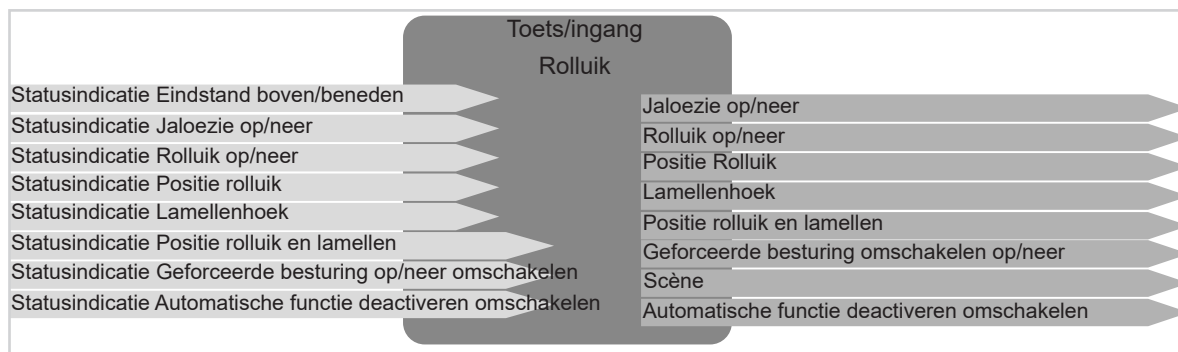 Toets/ingang
Rolluik
Statusindicatie Eindstand boven/beneden
Statusindicatie Jaloezie op/neer
Statusindicatie Rolluik op/neer
Statusindicatie Positie rolluik
Statusindicatie Lamellenhoek
Statusindicatie Positie rolluik en lamellen
Statusindicatie Geforceerde besturing op/neer omschakelen
Statusindicatie Automatische functie deactiveren omschakelen
Jaloezie op/neer
Rolluik op/neer
Positie Rolluik
Lamellenhoek
Positie rolluik en lamellen
Geforceerde besturing omschakelen op/neer
Scène
Automatische functie deactiveren omschakelen